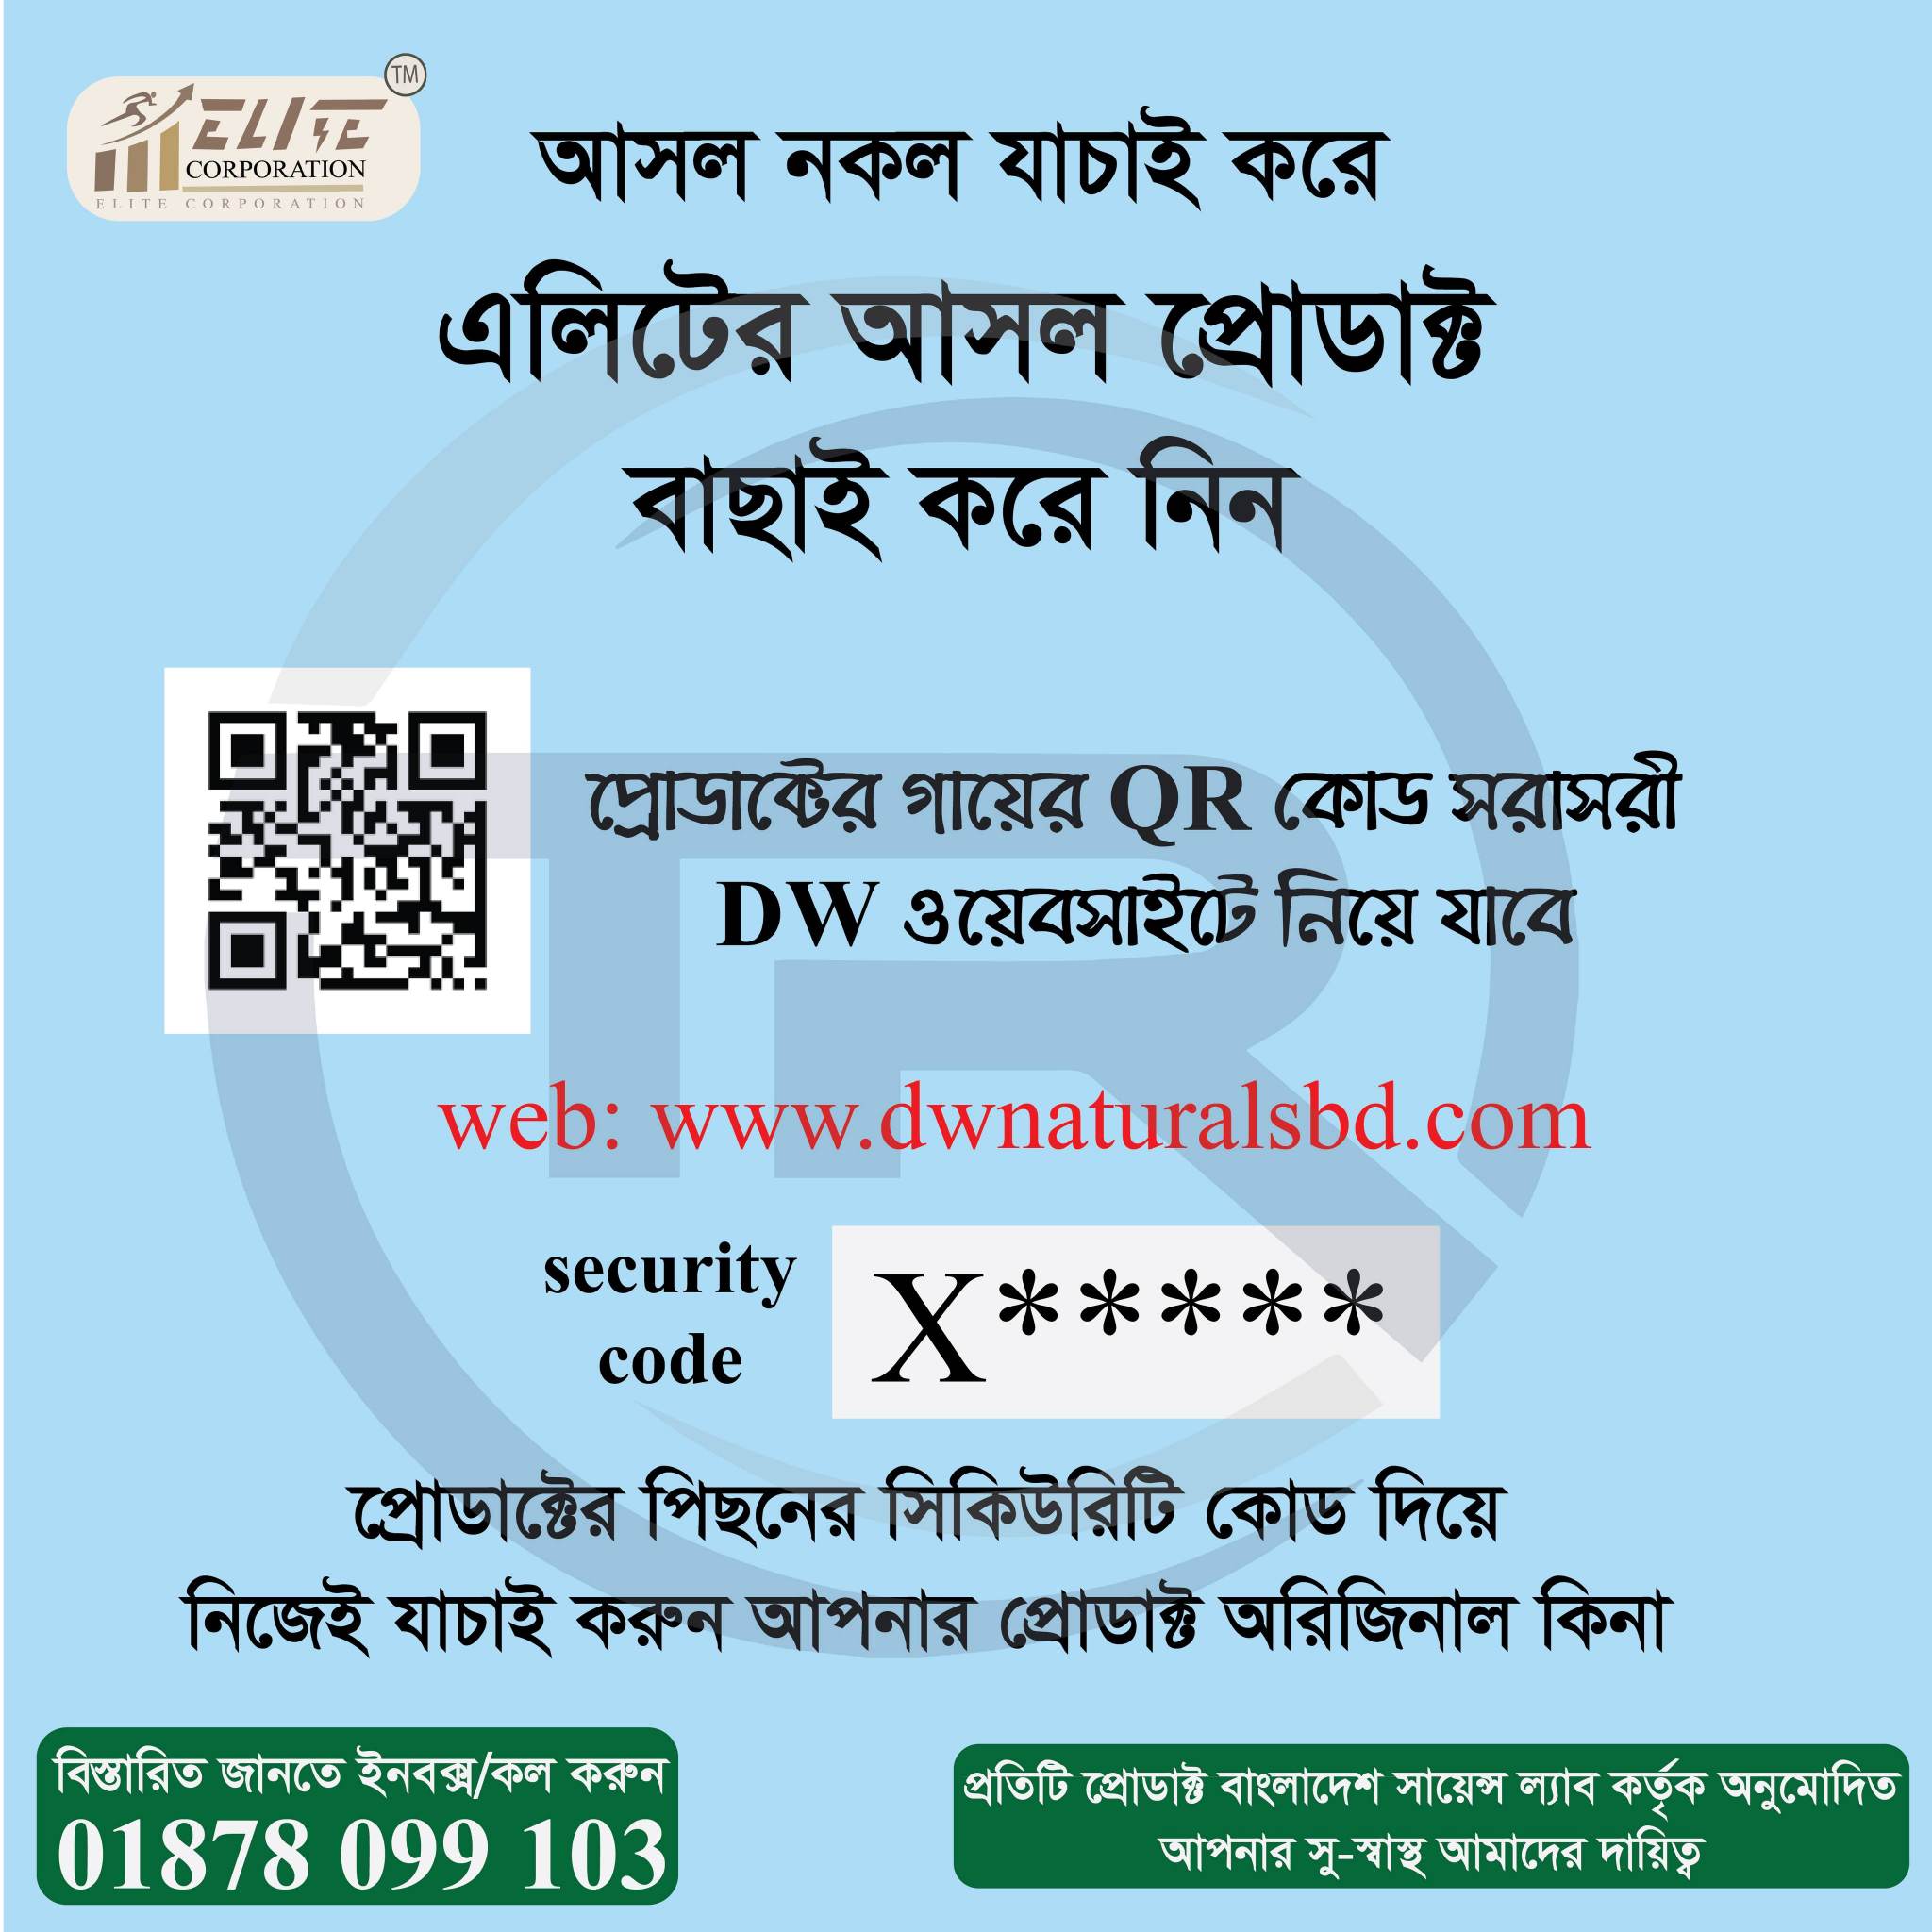 ELITE
CORPORATION
ELITE CORPORATION
TM
আসল নকল যাচাই করে
এলিটের আসল প্রোডাক্ট
বাছাই করে নিন
প্রোডাক্টের গায়ের QR কোড সরাসরী
DW ওয়েবসাইটে নিয়ে যাবে
web: www.dwnaturalsbd.com
security
code
X*****
প্রোডাক্টের পিছনের সিকিউরিটি কোড দিয়ে
নিজেই যাচাই করুন আপনার প্রোডাক্ট অরিজিনাল কিনা
বিস্তারিত জানতে ইনবক্স/কল করুন
01878 099 103
প্রতিটি প্রোডাক্ট বাংলাদেশ সায়েন্স ল্যাব কর্তৃক অনুমোদিত
আপনার সু-স্বাস্থ আমাদের দায়িত্ব